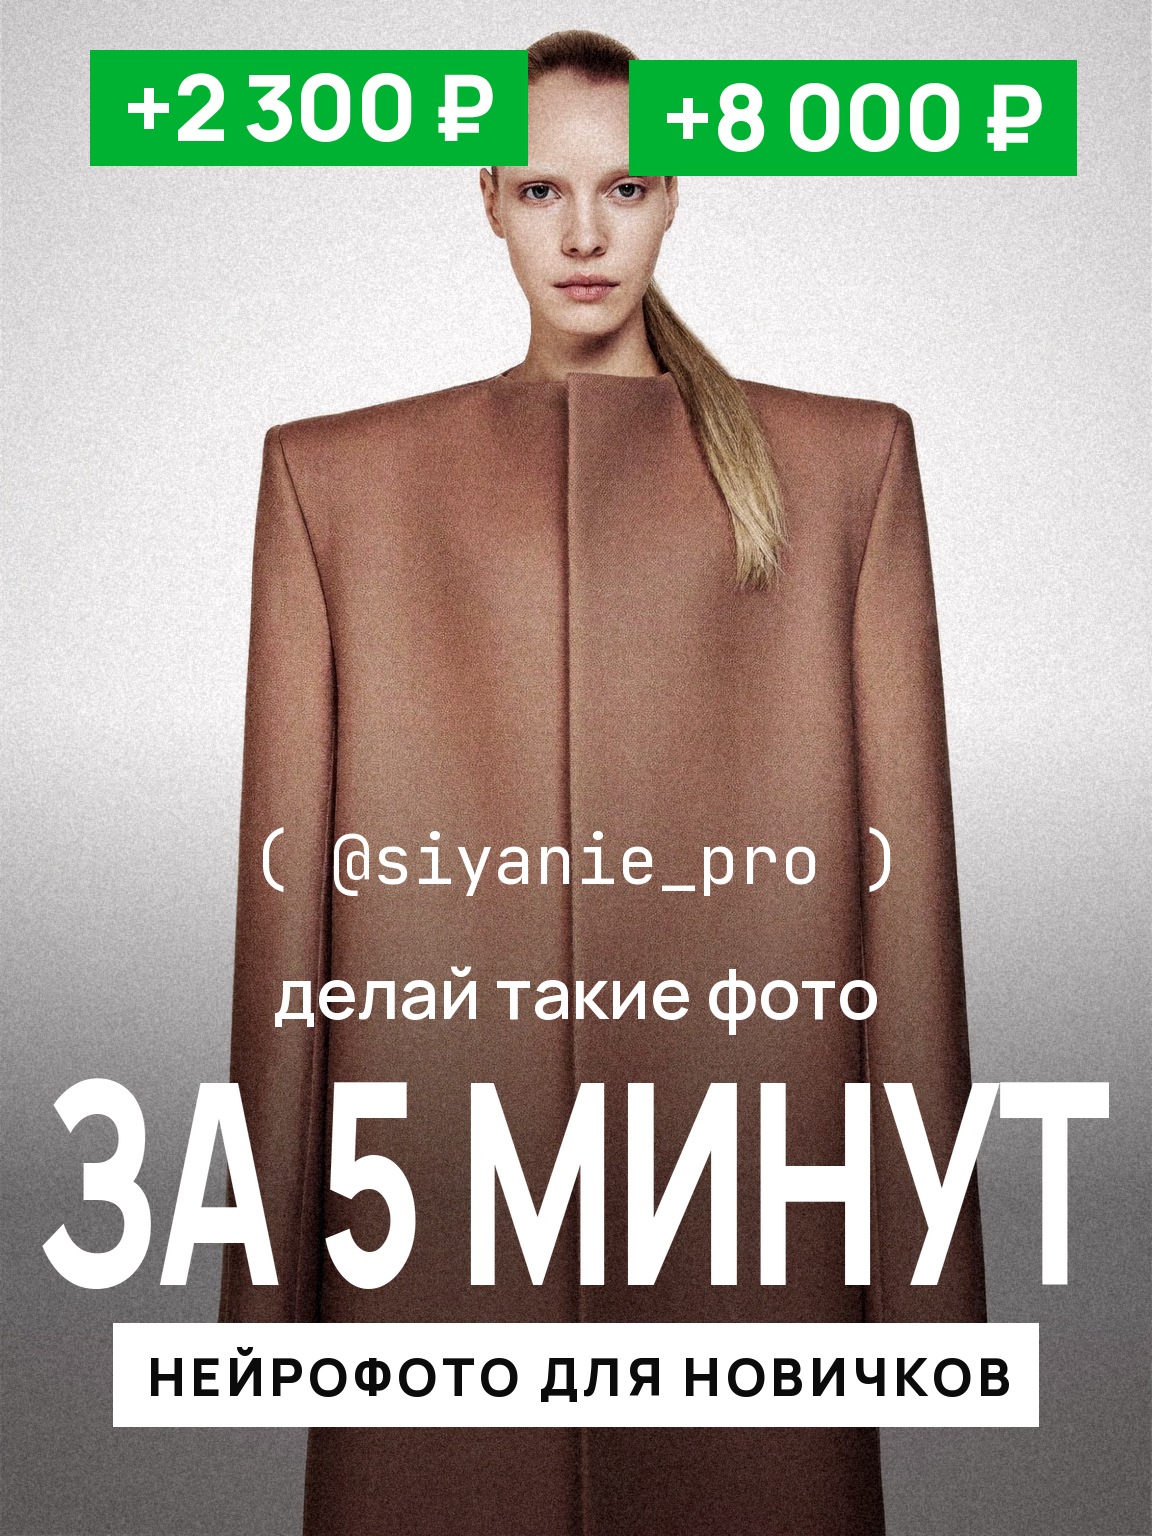 +2 300 ₽
+8 000 ₽
( @siyanie_pro )
делай такие фото
ЗА 5 МИНУТ
НЕЙРОФОТО ДЛЯ НОВИЧКОВ